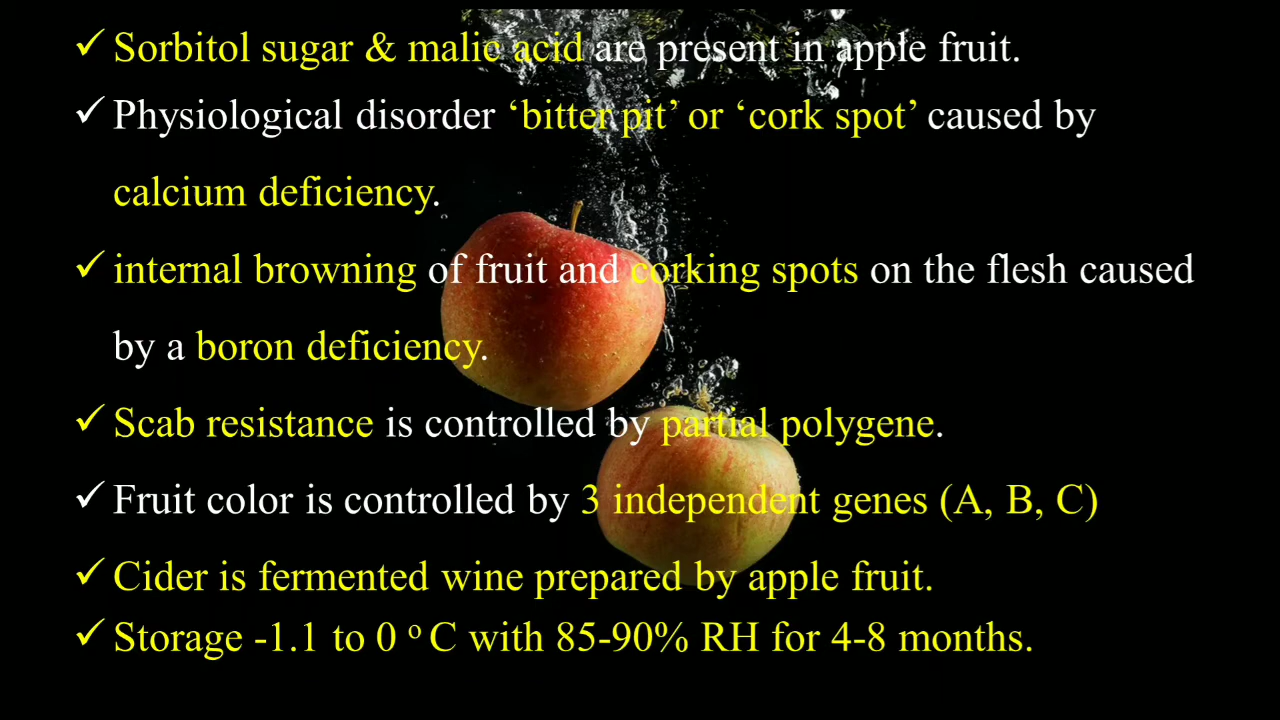 ✓ Sorbitol sugar & malic acid are present in apple fruit.
✓ Physiological disorder ‘bitter pit’ or ‘cork spot’ caused by
calcium deficiency.
✓ internal browning of fruit and corking spots on the flesh caused
by a boron deficiency.
✓ Scab resistance is controlled by partial polygene.
✓ Fruit color is controlled by 3 independent genes (A, B, C)
✓ Cider is fermented wine prepared by apple fruit.
✓ Storage -1.1 to 0 º C with 85-90% RH for 4-8 months.